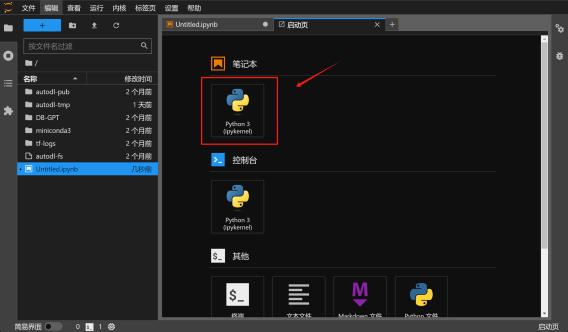 文件 编辑 查看 运行 内核 标签页 设置 帮助
Untitled.ipynb
启动页
按文件名过滤
/
名称 修改时间
autodl-pub 2 个月前
autodl-tmp 1 天前
DB-GPT 2 个月前
miniconda3 2 个月前
tf-logs 2 个月前
autodl-fs 2 个月前
Untitled.ipynb 几秒前
笔记本
Python 3
(ipykernel)
控制台
Python 3
(ipykernel)
其他
终端 文本文件 Markdown 文件 Python 文件
简易界面 0 1 启动页